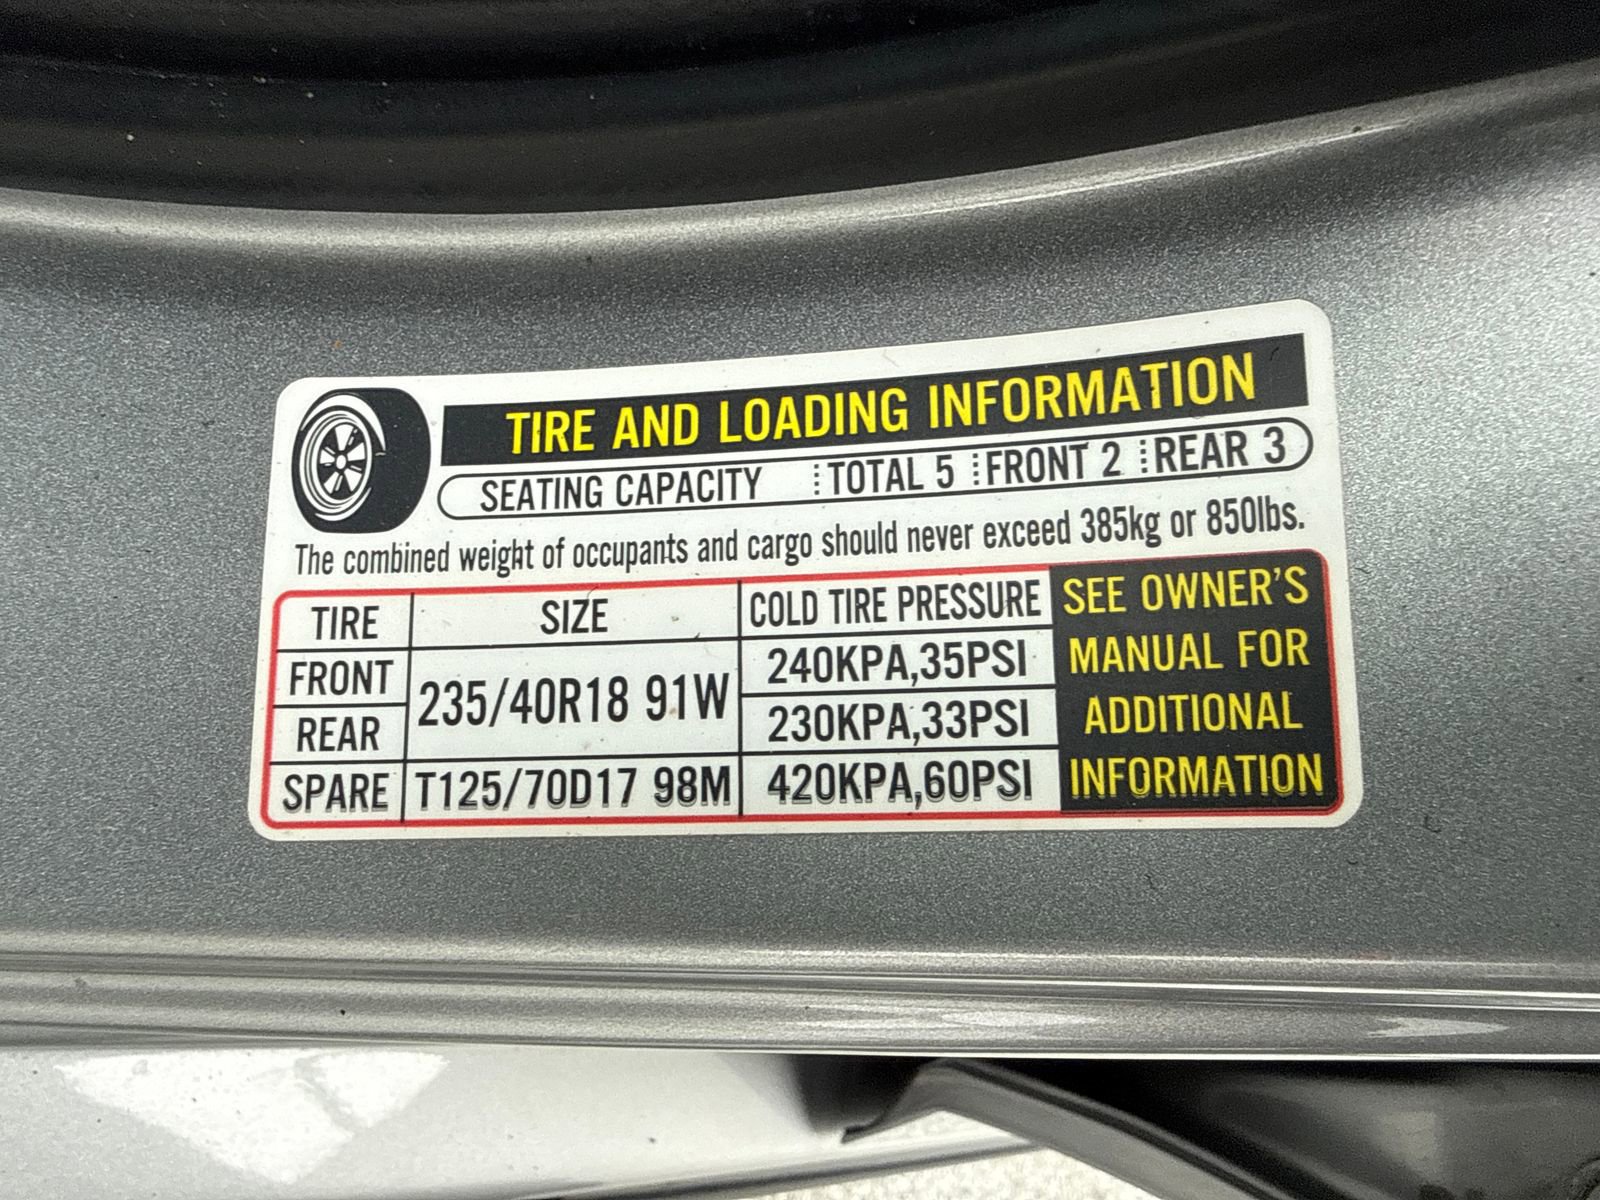 TIRE AND LOADING INFORMATION
SEATING CAPACITY TOTAL 5 FRONT 2 REAR 3
The combined weight of occupants and cargo should never exceed 385kg or 850lbs.
TIRE SIZE COLD TIRE PRESSURE
FRONT 235/40R18 91W 240KPA,35PSI
REAR 230KPA,33PSI
SPARE T125/70D17 98M 420KPA,60PSI
SEE OWNER'S
MANUAL FOR
ADDITIONAL
INFORMATION